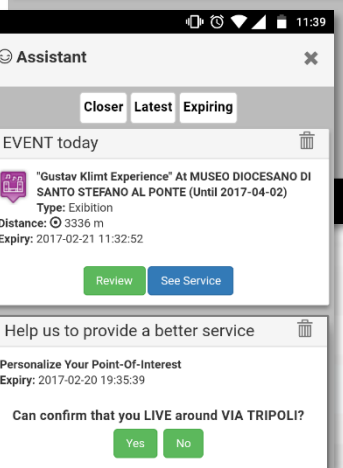 11:39
Assistant
Closer Latest Expiring
EVENT today
"Gustav Klimt Experience" At MUSEO DIOCESANO DI
SANTO STEFANO AL PONTE (Until 2017-04-02)
Type: Exibition
Distance: 3336 m
Expiry: 2017-02-21 11:32:52
Review See Service
Help us to provide a better service
Personalize Your Point-Of-Interest
Expiry: 2017-02-20 19:35:39
Can confirm that you LIVE around VIA TRIPOLI?
Yes No